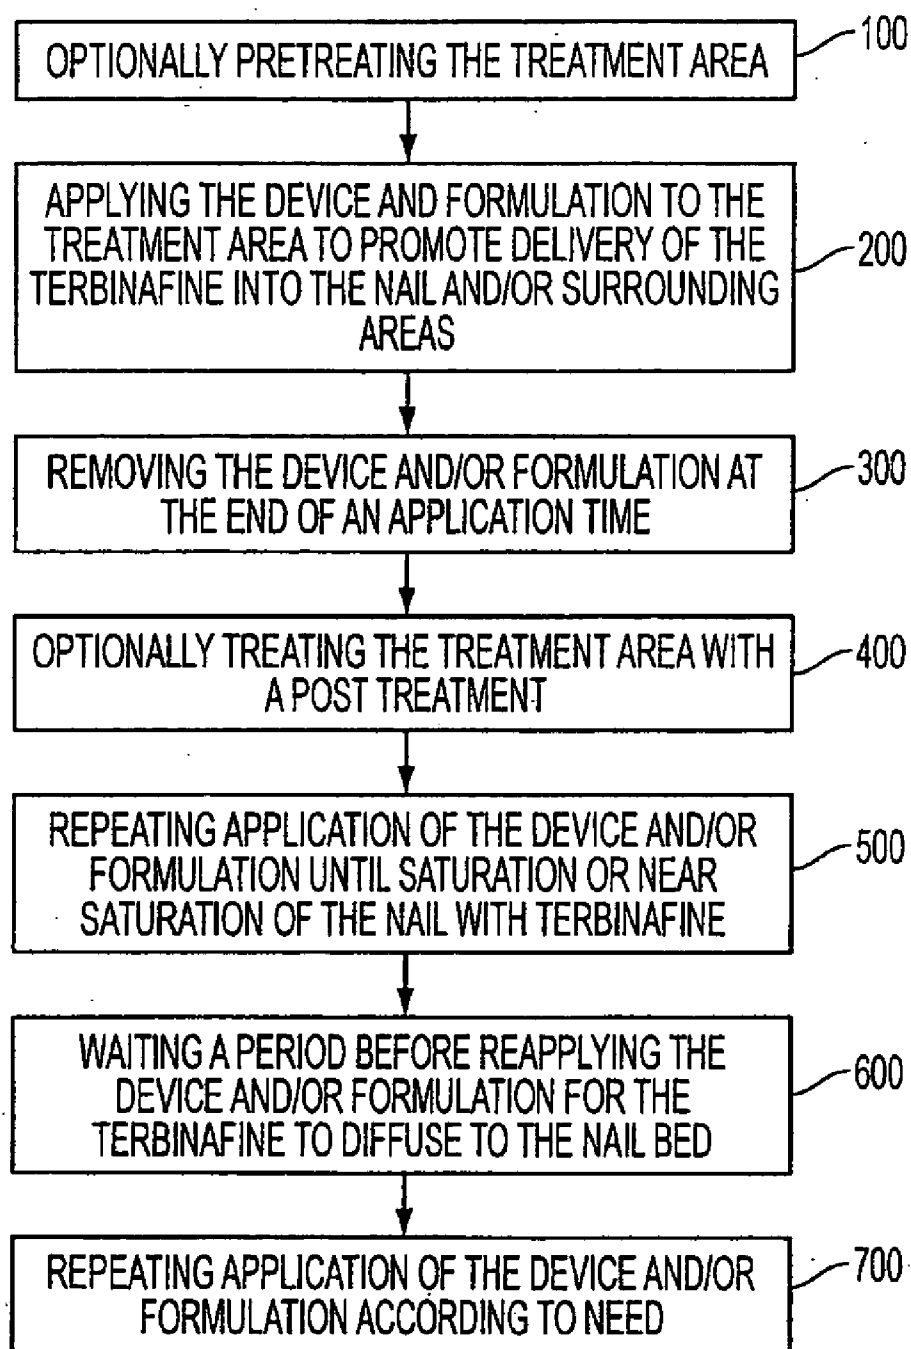 OPTIONALLY PRETREATING THE TREATMENT AREA
100
APPLYING THE DEVICE AND FORMULATION TO THE
TREATMENT AREA TO PROMOTE DELIVERY OF THE
TERBINAFINE INTO THE NAIL AND/OR SURROUNDING
AREAS
200
REMOVING THE DEVICE AND/OR FORMULATION AT
THE END OF AN APPLICATION TIME
300
OPTIONALLY TREATING THE TREATMENT AREA WITH
A POST TREATMENT
400
REPEATING APPLICATION OF THE DEVICE AND/OR
FORMULATION UNTIL SATURATION OR NEAR
SATURATION OF THE NAIL WITH TERBINAFINE
500
WAITING A PERIOD BEFORE REAPPLYING THE
DEVICE AND/OR FORMULATION FOR THE
TERBINAFINE TO DIFFUSE TO THE NAIL BED
600
REPEATING APPLICATION OF THE DEVICE AND/OR
FORMULATION ACCORDING TO NEED
700